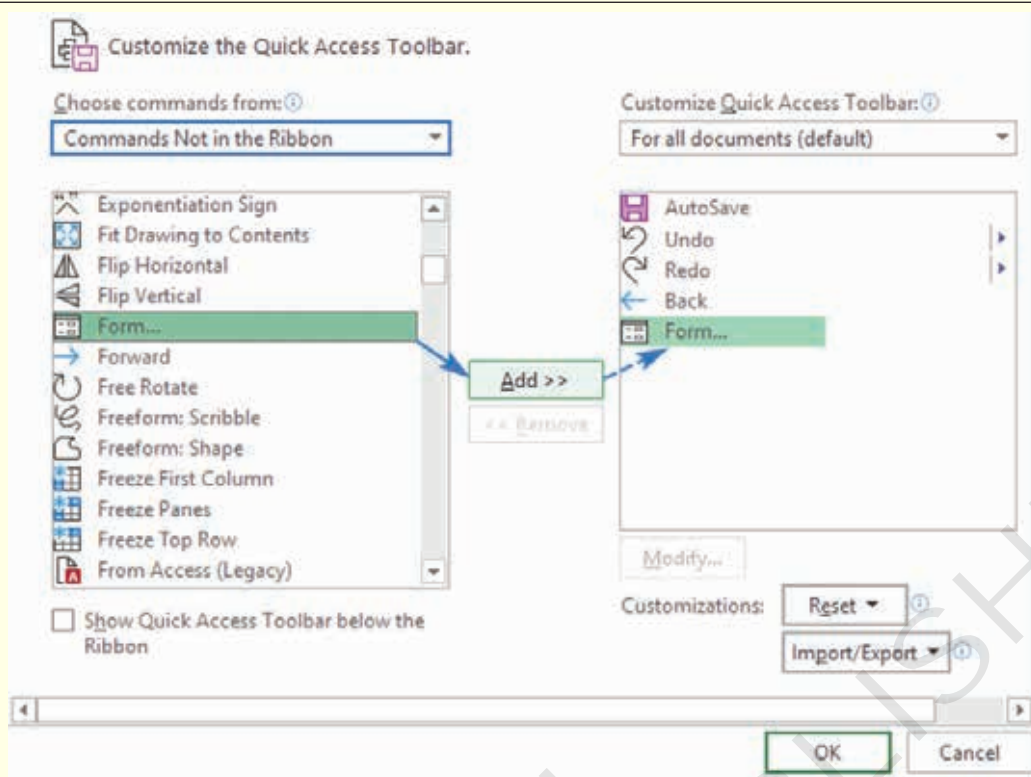 Customize the Quick Access Toolbar.
Choose commands from:
Commands Not in the Ribbon
Exponentiation Sign
Fit Drawing to Contents
Flip Horizontal
Flip Vertical
Form...
Forward
Free Rotate
Freeform: Scribble
Freeform: Shape
Freeze First Column
Freeze Panes
Freeze Top Row
From Access (Legacy)
Show Quick Access Toolbar below the
Ribbon
Add >>
<< Remove
Customize Quick Access Toolbar:
For all documents (default)
AutoSave
Undo
Redo
Back
Form...
Modify...
Customizations:
Reset
Import/Export
OK
Cancel
ISH